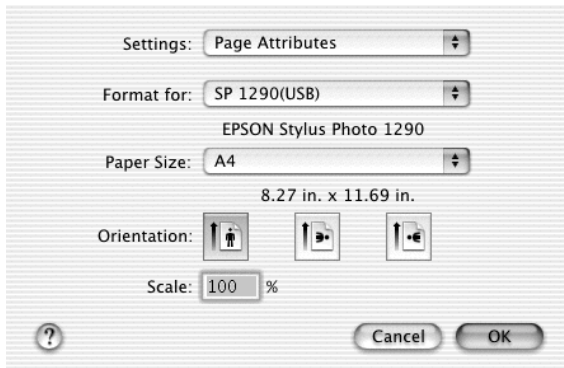 Settings: Page Attributes
Format for: SP 1290(USB)
EPSON Stylus Photo 1290
Paper Size: A4
8.27 in. x 11.69 in.
Orientation:
Scale: 100 %
? Cancel OK